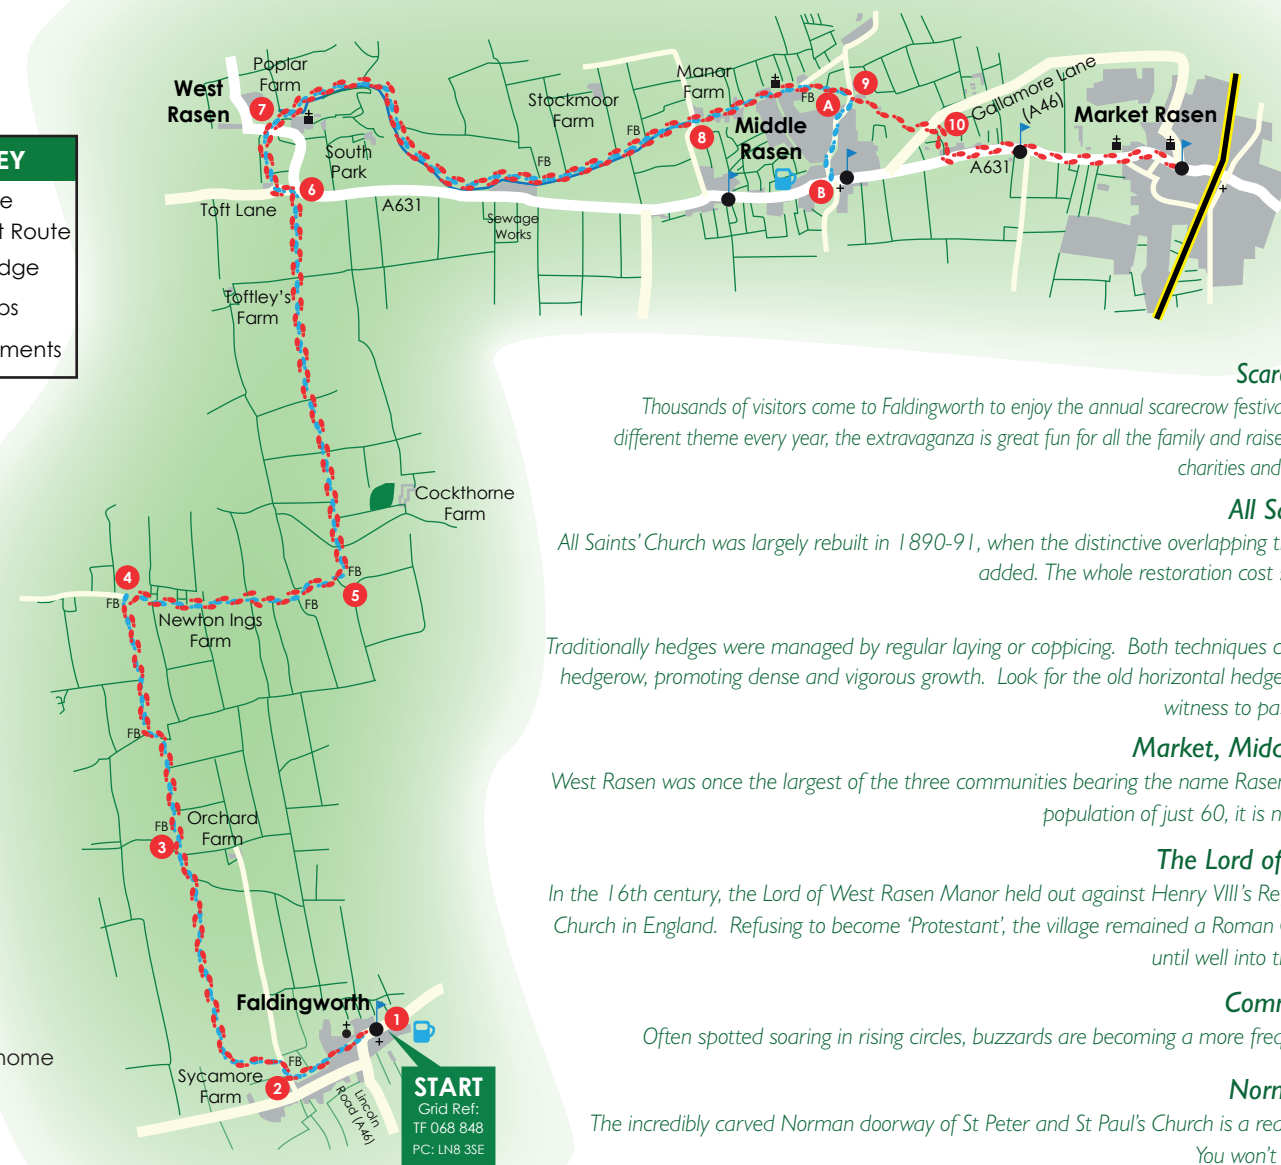 EY
e
t Route
dge
os
ments
home
West
Rasen
Poplar
Farm
7
South
Park
6
Toft Lane
A631
Stockmoor
Farm
FB
FB
Sewage
Works
Manor
Farm
8
Middle
Rasen
FB
A
9
B
10
Gallamore Lane
(A46)
A631
Market Rasen
Toftley's
Farm
Cockthorne
Farm
FB
5
FB
4
FB
Newton Ings
Farm
FB
Orchard
Farm
FB
3
Faldingworth
1
FB
Sycamore
Farm
2
Lincoln
Road (A46)
START
Grid Ref:
TF 068 848
PC: LN8 3SE
Scare
Thousands of visitors come to Faldingworth to enjoy the annual scarecrow festiva
different theme every year, the extravaganza is great fun for all the family and raise
charities and
All Sa
All Saints' Church was largely rebuilt in 1890-91, when the distinctive overlapping t
added. The whole restoration cost
Traditionally hedges were managed by regular laying or coppicing. Both techniques c
hedgerow, promoting dense and vigorous growth. Look for the old horizontal hedge
witness to pa
Market, Midd
West Rasen was once the largest of the three communities bearing the name Rasen
population of just 60, it is n
The Lord of
In the 16th century, the Lord of West Rasen Manor held out against Henry VIII's Re
Church in England. Refusing to become 'Protestant', the village remained a Roman
until well into t
Comm
Often spotted soaring in rising circles, buzzards are becoming a more freq
Norm
The incredibly carved Norman doorway of St Peter and St Paul's Church is a rea
You won't